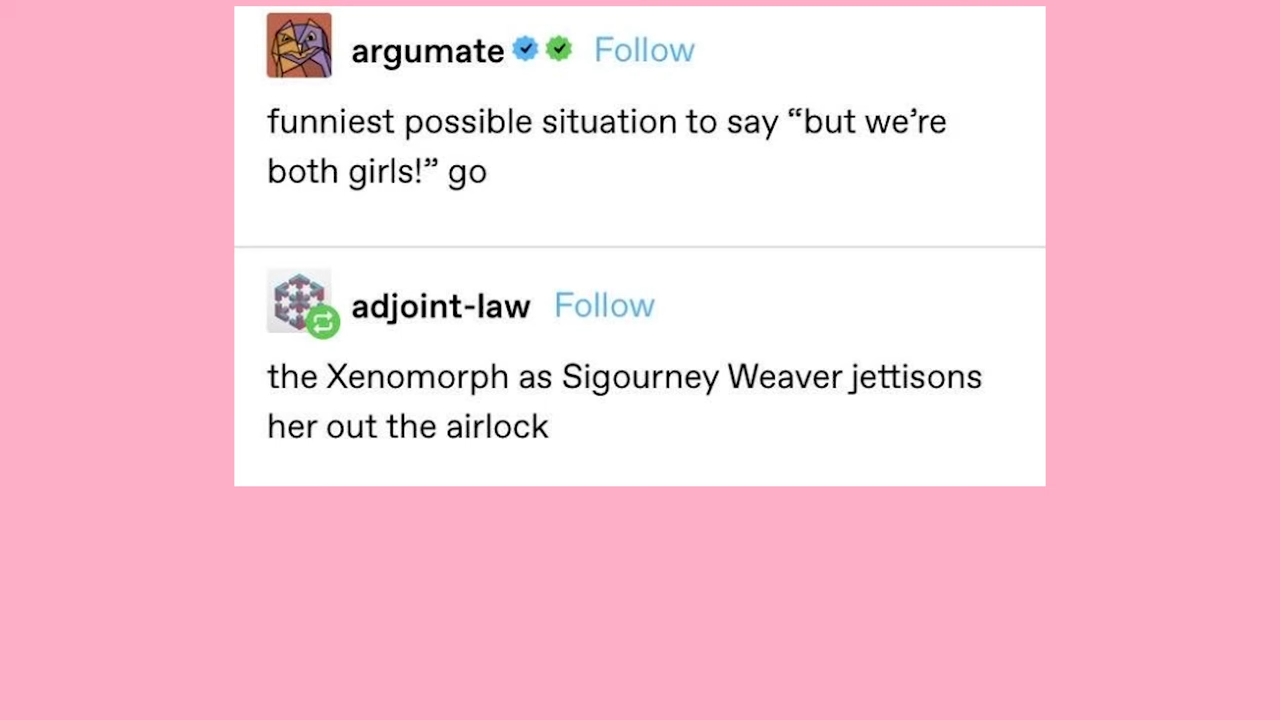 argumate Follow
funniest possible situation to say “but we’re
both girls!” go
adjoint-law Follow
the Xenomorph as Sigourney Weaver jettisons
her out the airlock